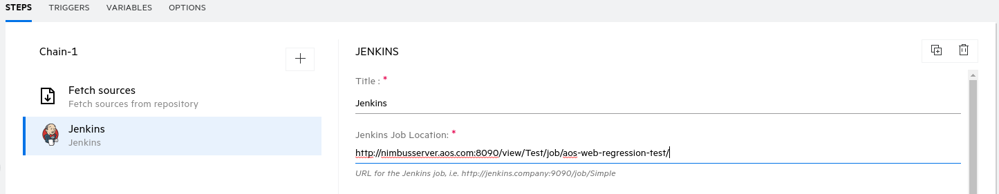 STEPS TRIGGERS VARIABLES OPTIONS
Chain-1
Fetch sources
Fetch sources from repository
Jenkins
Jenkins
JENKINS
Title : *
Jenkins
Jenkins Job Location: *
http://nimbusserver.aos.com:8090/view/Test/job/aos-web-regression-test/
URL for the Jenkins job, i.e. http://jenkins.company:9090/job/Simple